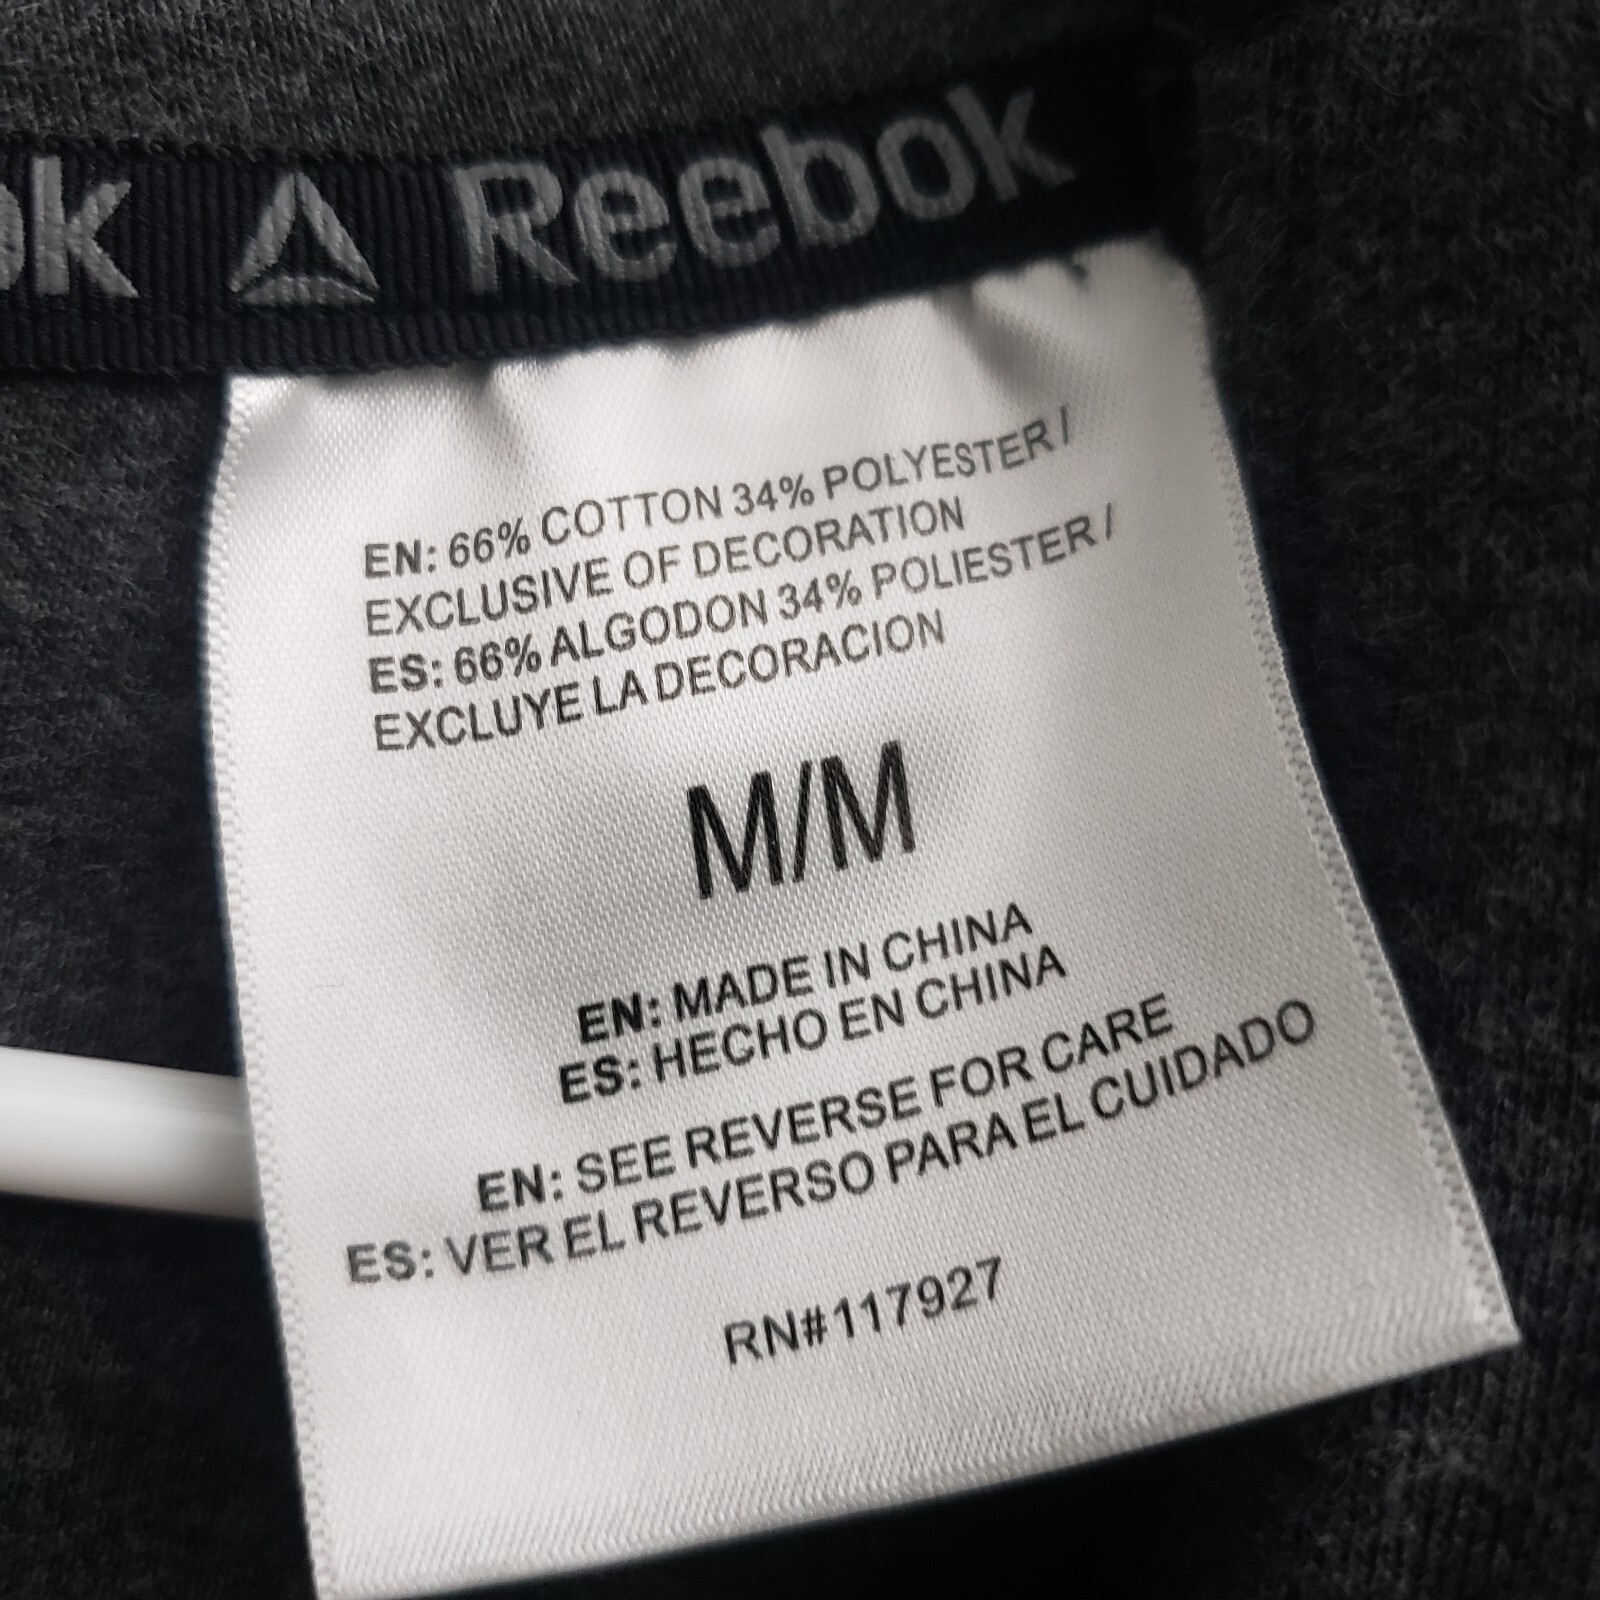 ok Reebok
EN: 66% COTTON 34% POLYESTER /
EXCLUSIVE OF DECORATION
ES: 66% ALGODON 34% POLIESTER /
EXCLUYE LA DECORACION
M/M
EN: MADE IN CHINA
ES: HECHO EN CHINA
EN: SEE REVERSE FOR CARE
ES: VER EL REVERSO PARA EL CUIDADO
RN#117927